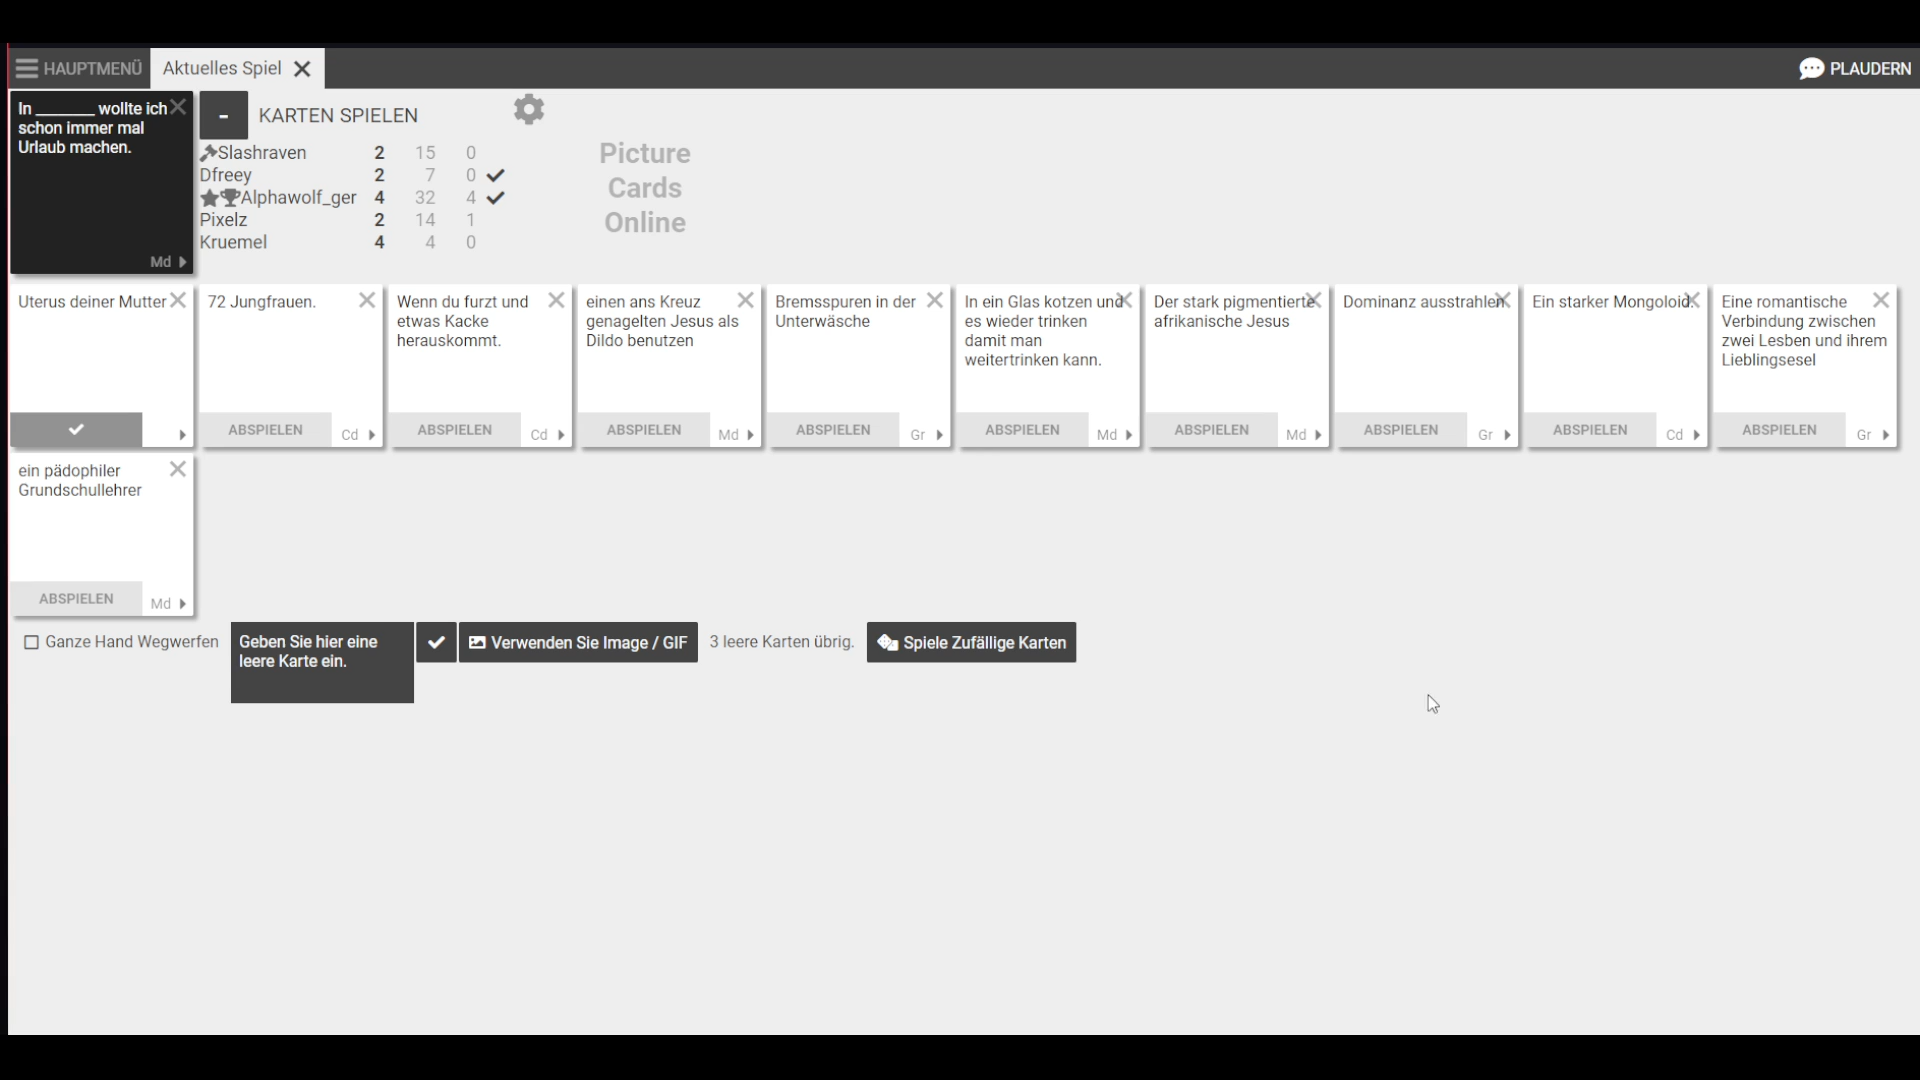 HAUPTMENÜ
Aktuelles Spiel
PLAUDERN
In _______ wollte ich
schon immer mal
Urlaub machen.
Md
-
KARTEN SPIELEN
Slashraven 2 15 0
Dfreey 2 7 0
Alphawolf_ger 4 32 4
Pixelz 2 14 1
Kruemel 4 4 0
Picture
Cards
Online
Uterus deiner Mutter
72 Jungfrauen.
ABSPIELEN
Cd
Wenn du furzt und
etwas Kacke
herauskommt.
ABSPIELEN
Cd
einen ans Kreuz
genagelten Jesus als
Dildo benutzen
ABSPIELEN
Md
Bremsspuren in der
Unterwäsche
ABSPIELEN
Gr
In ein Glas kotzen und
es wieder trinken
damit man
weitertrinken kann.
ABSPIELEN
Md
Der stark pigmentierte
afrikanische Jesus
ABSPIELEN
Md
Dominanz ausstrahlen
ABSPIELEN
Gr
Ein starker Mongoloid.
ABSPIELEN
Cd
Eine romantische
Verbindung zwischen
zwei Lesben und ihrem
Lieblingsesel
ABSPIELEN
Gr
ein pädophiler
Grundschullehrer
ABSPIELEN
Md
Ganze Hand Wegwerfen
Geben Sie hier eine
leere Karte ein.
Verwenden Sie Image / GIF
3 leere Karten übrig.
Spiele Zufällige Karten